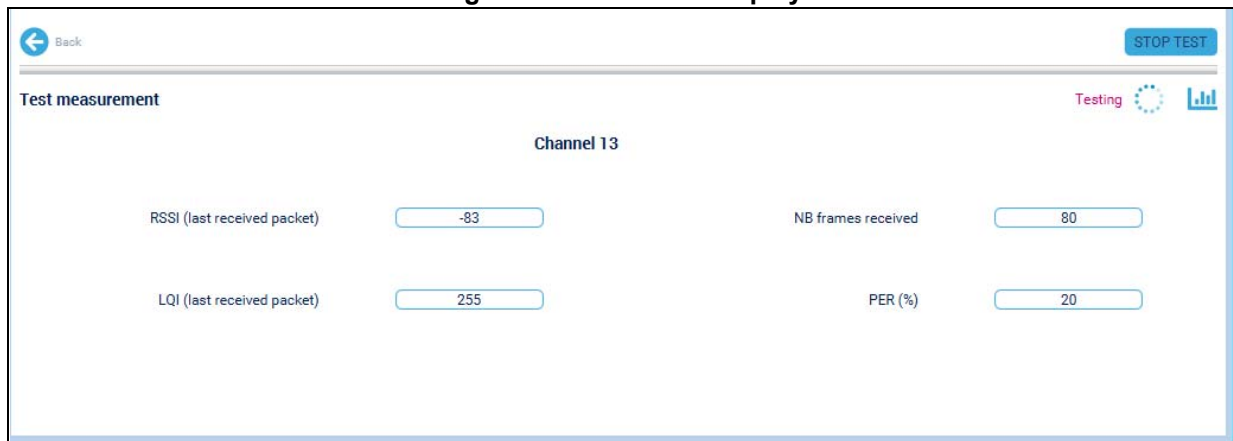 Back
STOP TEST
Test measurement
Testing
Channel 13
RSSI (last received packet) -83 NB frames received 80
LQI (last received packet) 255 PER (%) 20